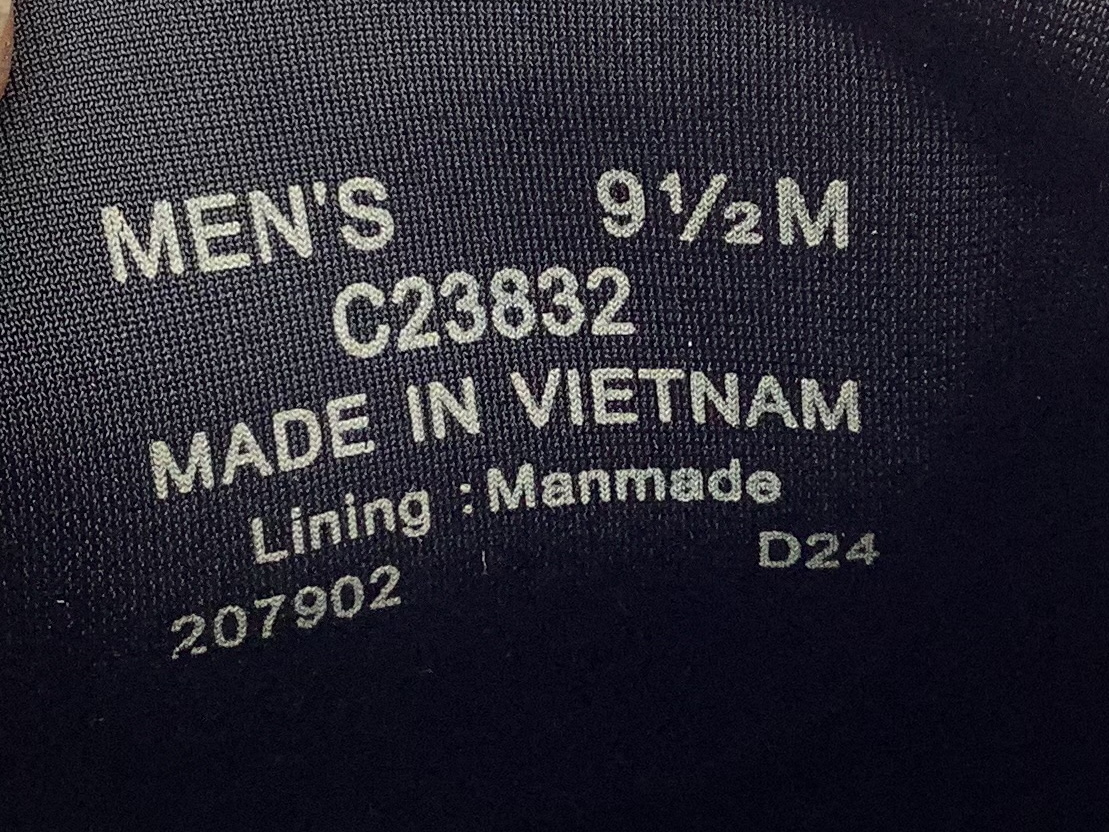 MEN'S 9½M
C23832
MADE IN VIETNAM
Lining :Manmade
207902 D24